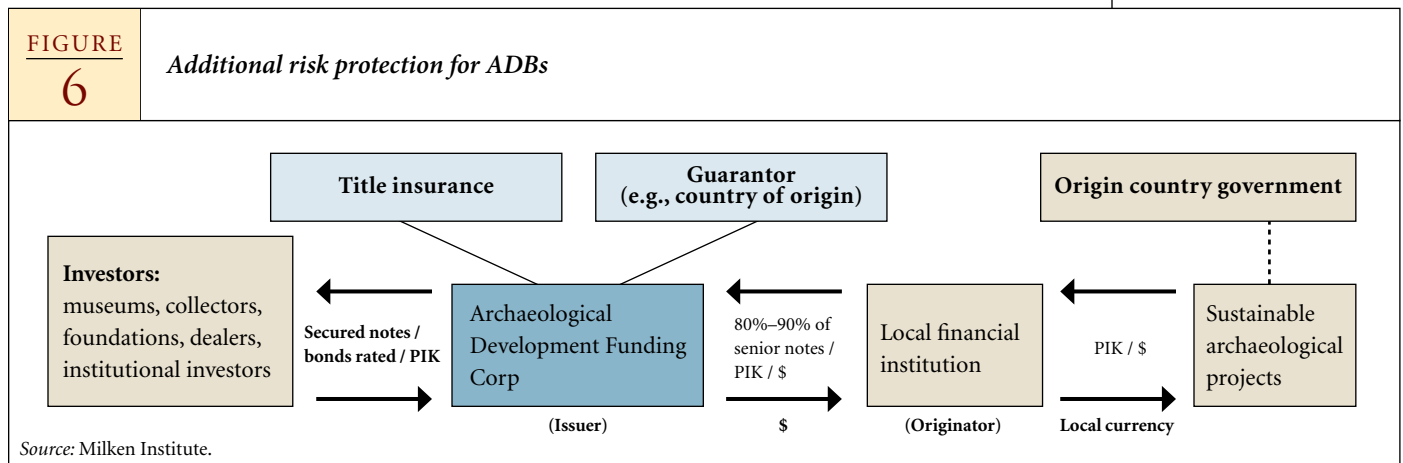 FIGURE
6
Additional risk protection for ADBs
Title insurance
Guarantor
(e.g., country of origin)
Origin country government
Investors:
museums, collectors,
foundations, dealers,
institutional investors
Secured notes /
bonds rated / PIK
Archaeological
Development Funding
Corp
(Issuer)
80%–90% of
senior notes /
PIK / $
$
Local financial
institution
(Originator)
PIK / $
Local currency
Sustainable
archaeological
projects
Source: Milken Institute.